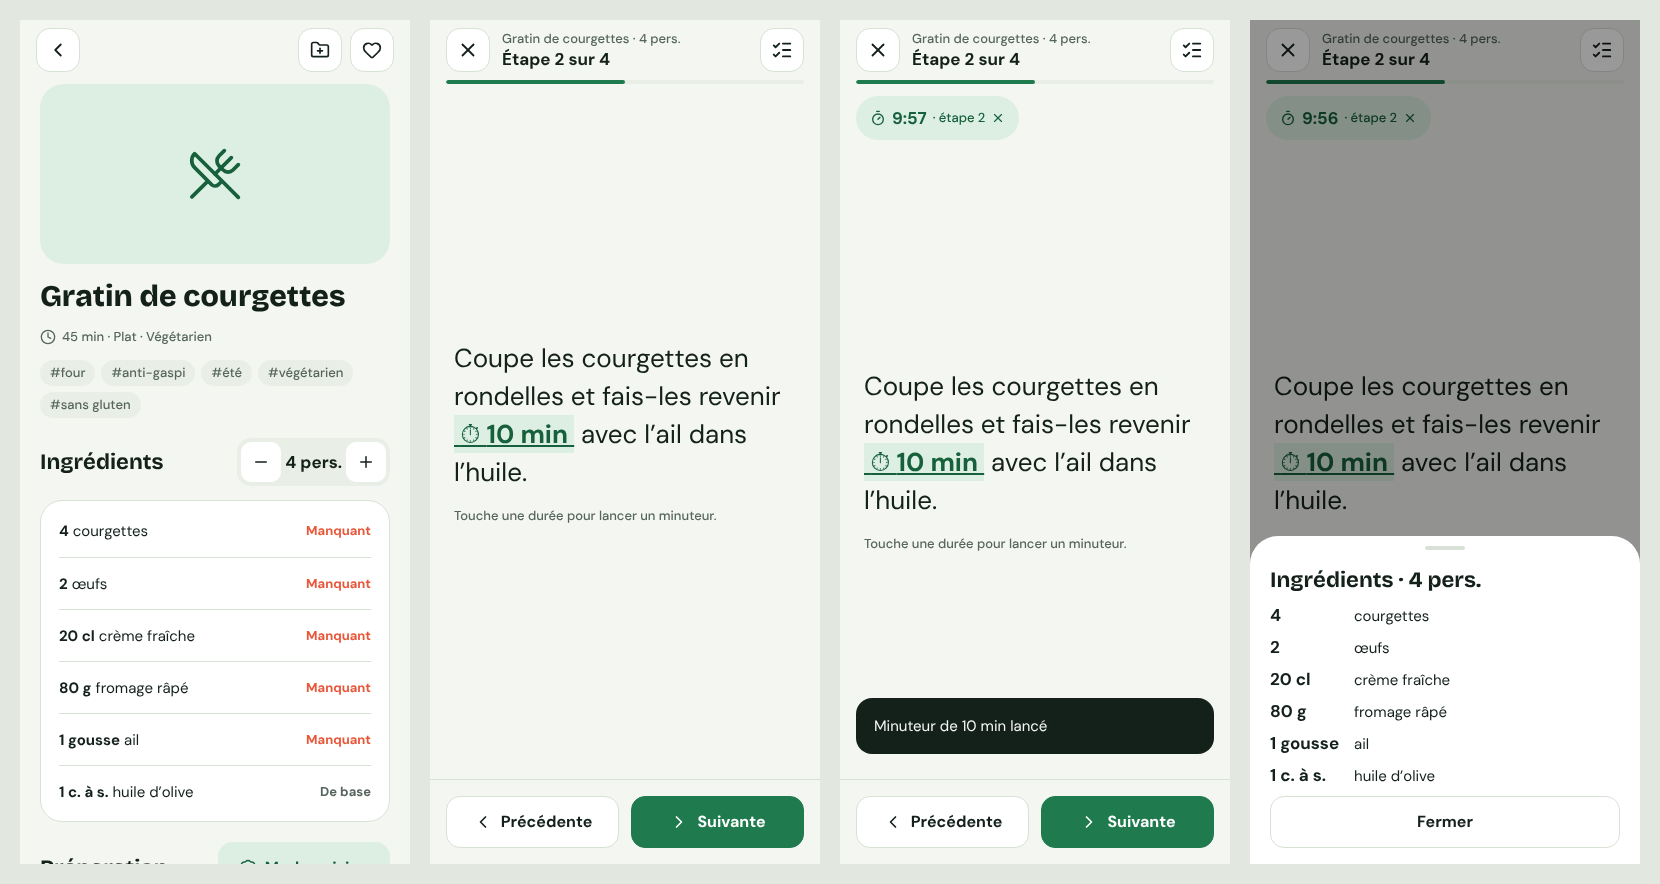 Gratin de courgettes
45 min · Plat · Végétarien
#four #anti-gaspi #été #végétarien
#sans gluten
Ingrédients
4 pers.
4 courgettes Manquant
2 œufs Manquant
20 cl crème fraîche Manquant
80 g fromage râpé Manquant
1 gousse ail Manquant
1 c. à s. huile d’olive De base
Préparation
Gratin de courgettes · 4 pers.
Étape 2 sur 4
Coupe les courgettes en
rondelles et fais-les revenir
⏱ 10 min avec l’ail dans
l’huile.
Touche une durée pour lancer un minuteur.
Précédente
Suivante
Gratin de courgettes · 4 pers.
Étape 2 sur 4
9:57 · étape 2
Coupe les courgettes en
rondelles et fais-les revenir
⏱ 10 min avec l’ail dans
l’huile.
Touche une durée pour lancer un minuteur.
Minuteur de 10 min lancé
Précédente
Suivante
Gratin de courgettes · 4 pers.
Étape 2 sur 4
9:56 · étape 2
Coupe les courgettes en
rondelles et fais-les revenir
⏱ 10 min avec l’ail dans
l’huile.
Ingrédients · 4 pers.
4 courgettes
2 œufs
20 cl crème fraîche
80 g fromage râpé
1 gousse ail
1 c. à s. huile d’olive
Fermer